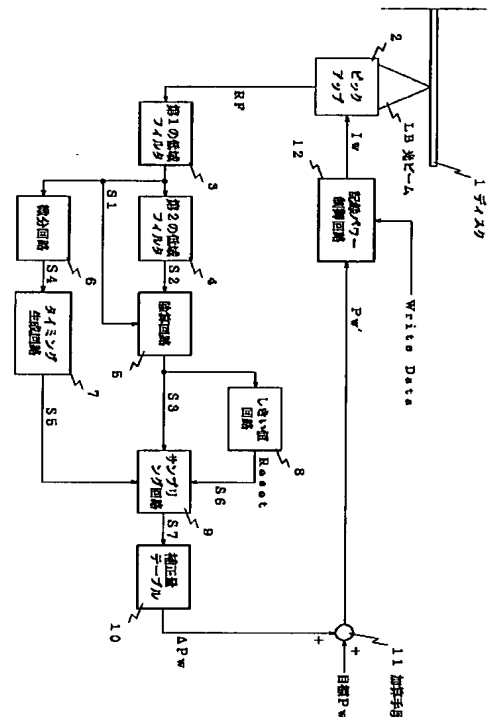 1 ディスク
LB 光ビーム
2
ピック
アップ
Iw
12
記録パワー
制御回路
Write Data
Pw'
RF
第1の低域
フィルタ
3
S1
第2の低域
フィルタ
4
S2
除算回路
5
S3
微分回路
6
S4
タイミング
生成回路
7
S5
しきい値
回路
8
Reset
S6
サンプリ
ング回路
9
S7
補正量
テーブル
10
ΔPw
+
+
11 加算手段
目標Pw